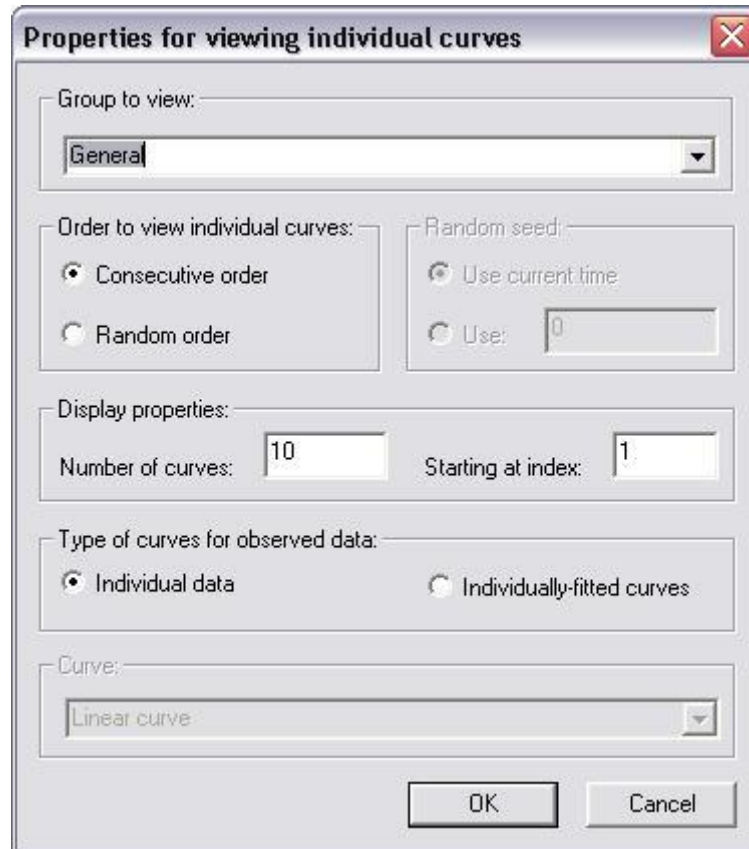 Properties for viewing individual curves
Group to view:
General
Order to view individual curves:
Consecutive order
Random order
Random seed:
Use current time
Use: 0
Display properties:
Number of curves: 10 Starting at index: 1
Type of curves for observed data:
Individual data Individually-fitted curves
Curve:
Linear curve
OK Cancel